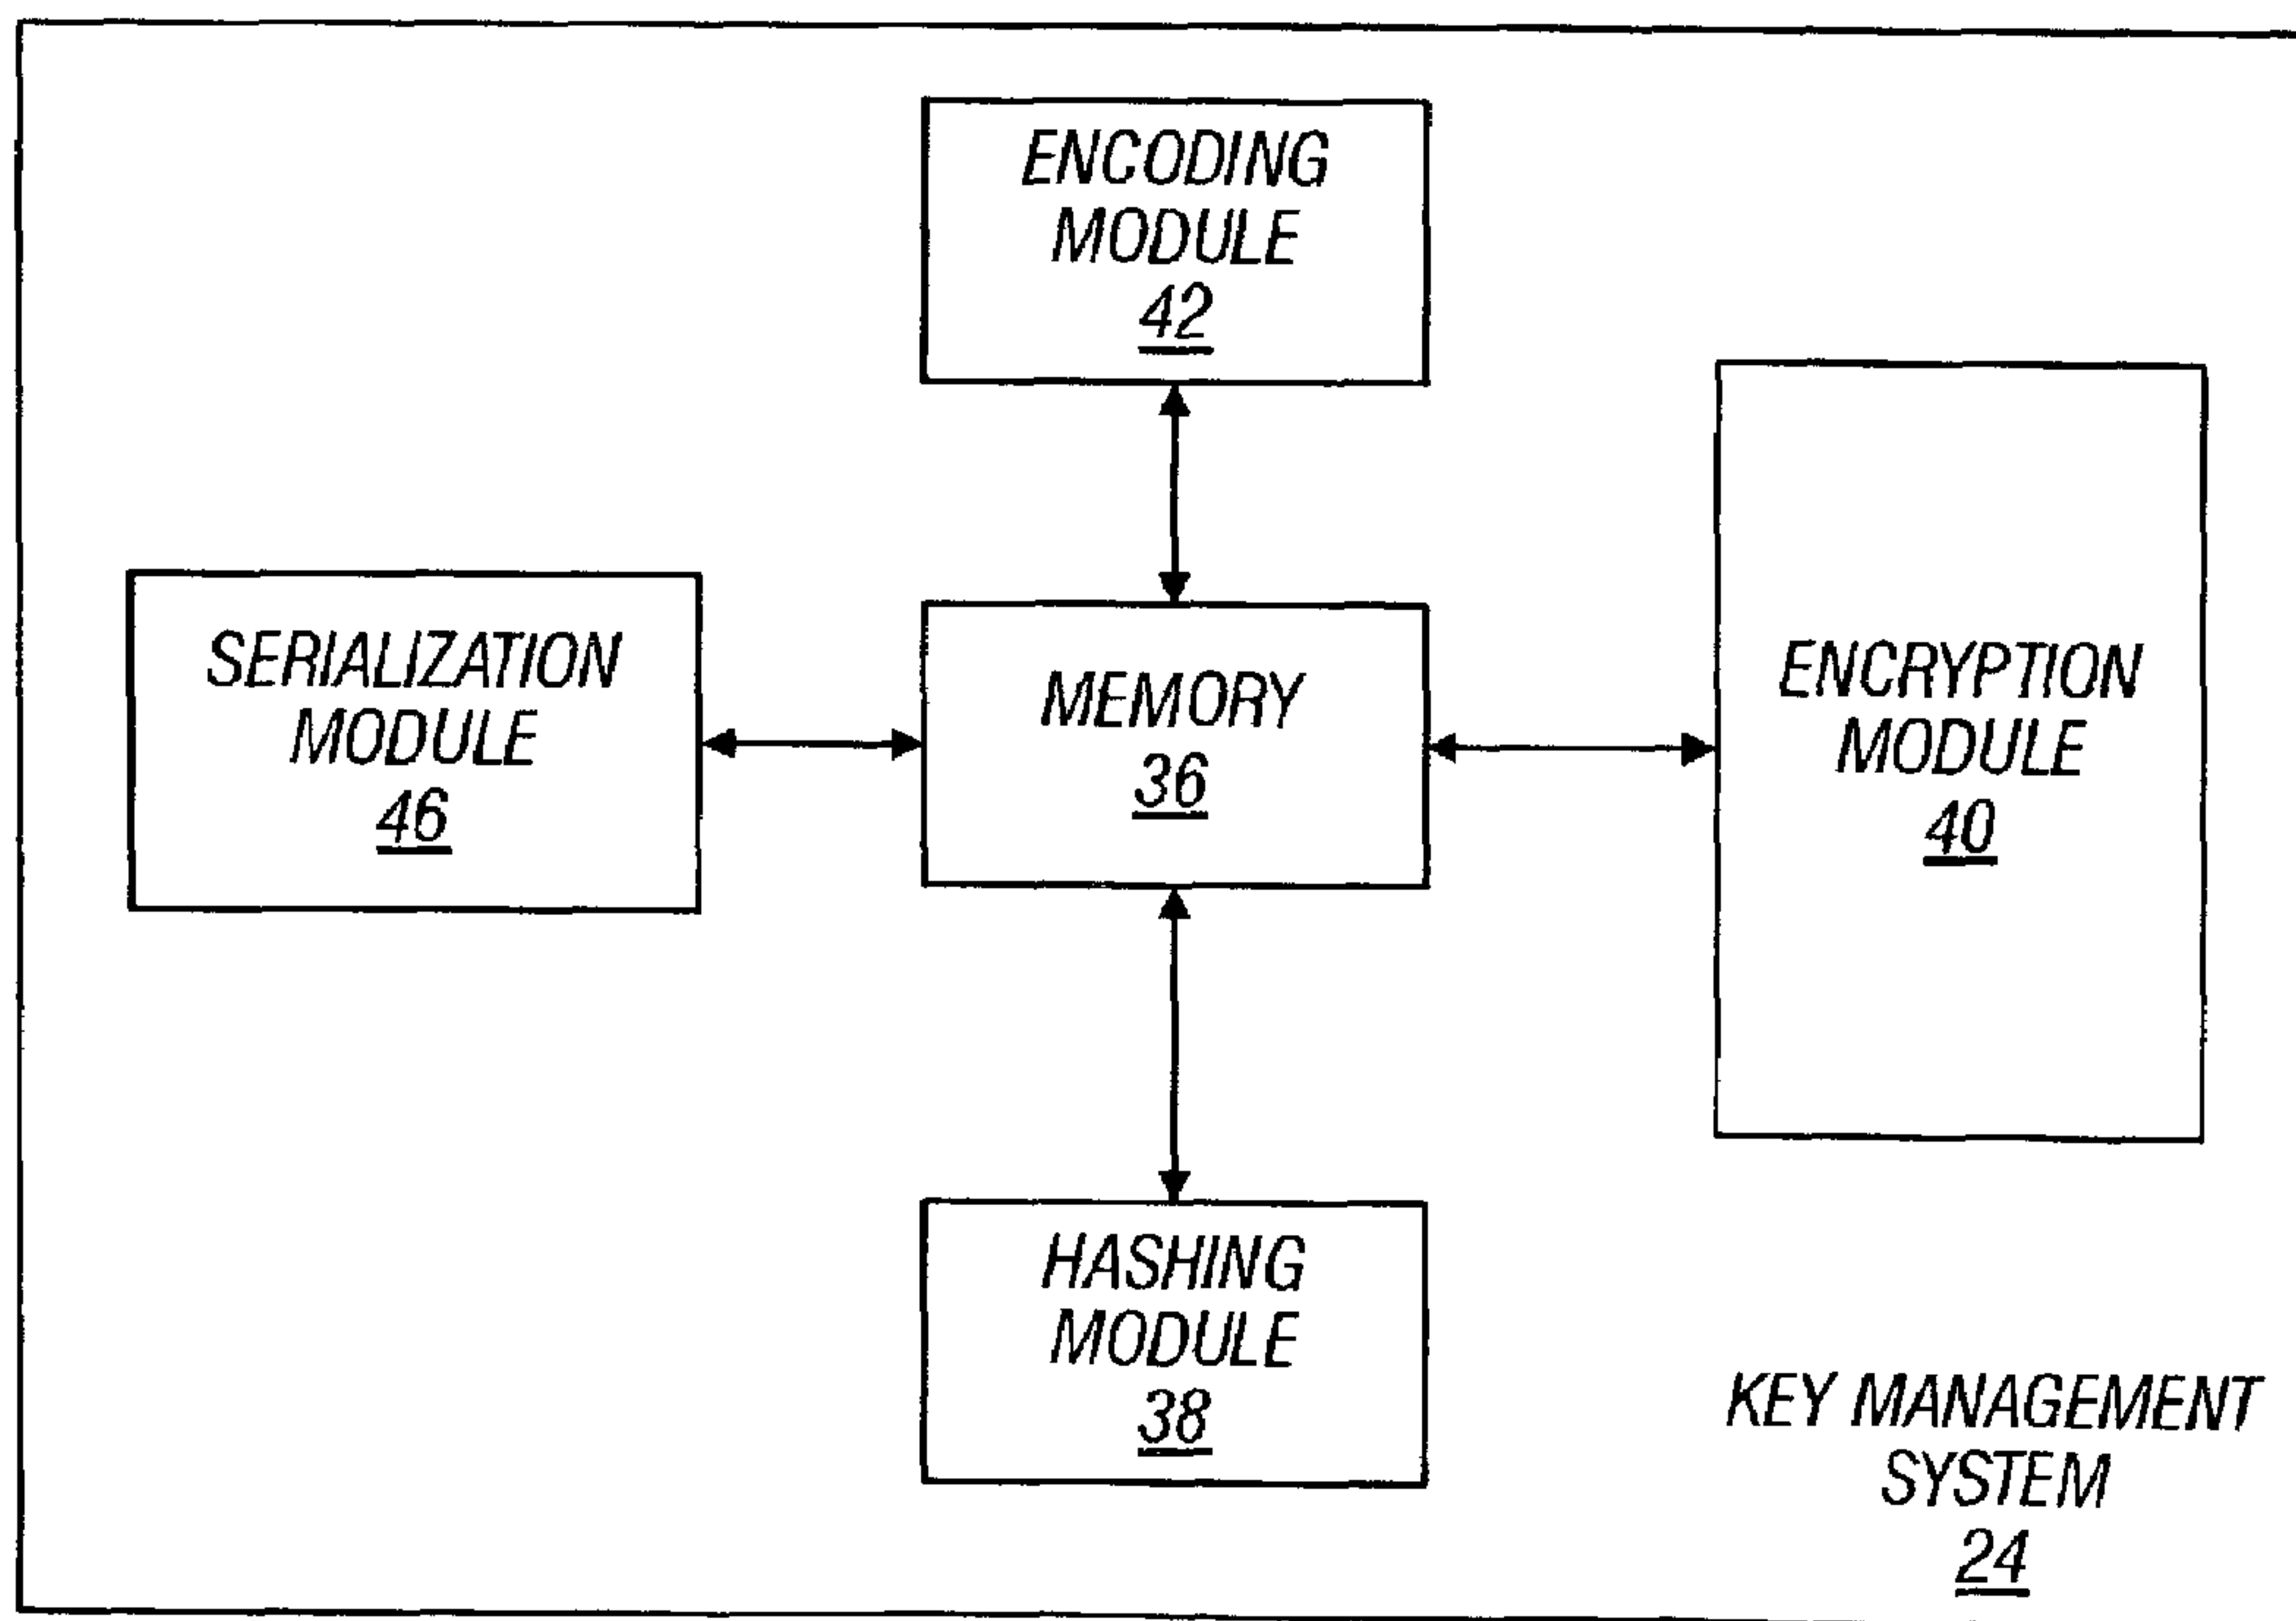 ENCODING
MODULE
42
SERIALIZATION
MODULE
46
MEMORY
36
ENCRYPTION
MODULE
40
HASHING
MODULE
38
KEY MANAGEMENT
SYSTEM
24